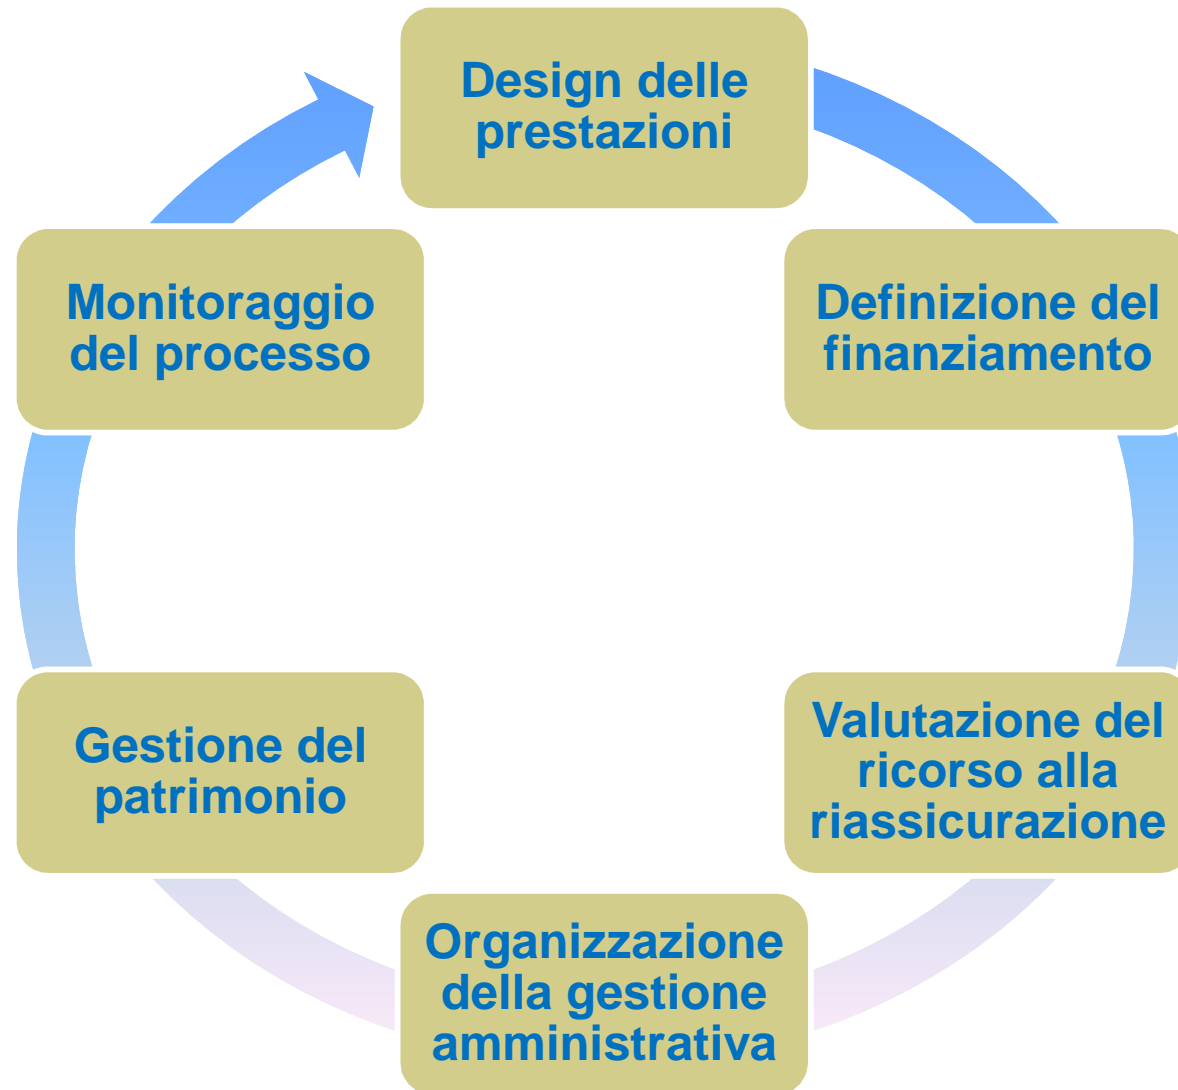 Design delle
prestazioni
Definizione del
finanziamento
Valutazione del
ricorso alla
riassicurazione
Organizzazione
della gestione
amministrativa
Gestione del
patrimonio
Monitoraggio
del processo